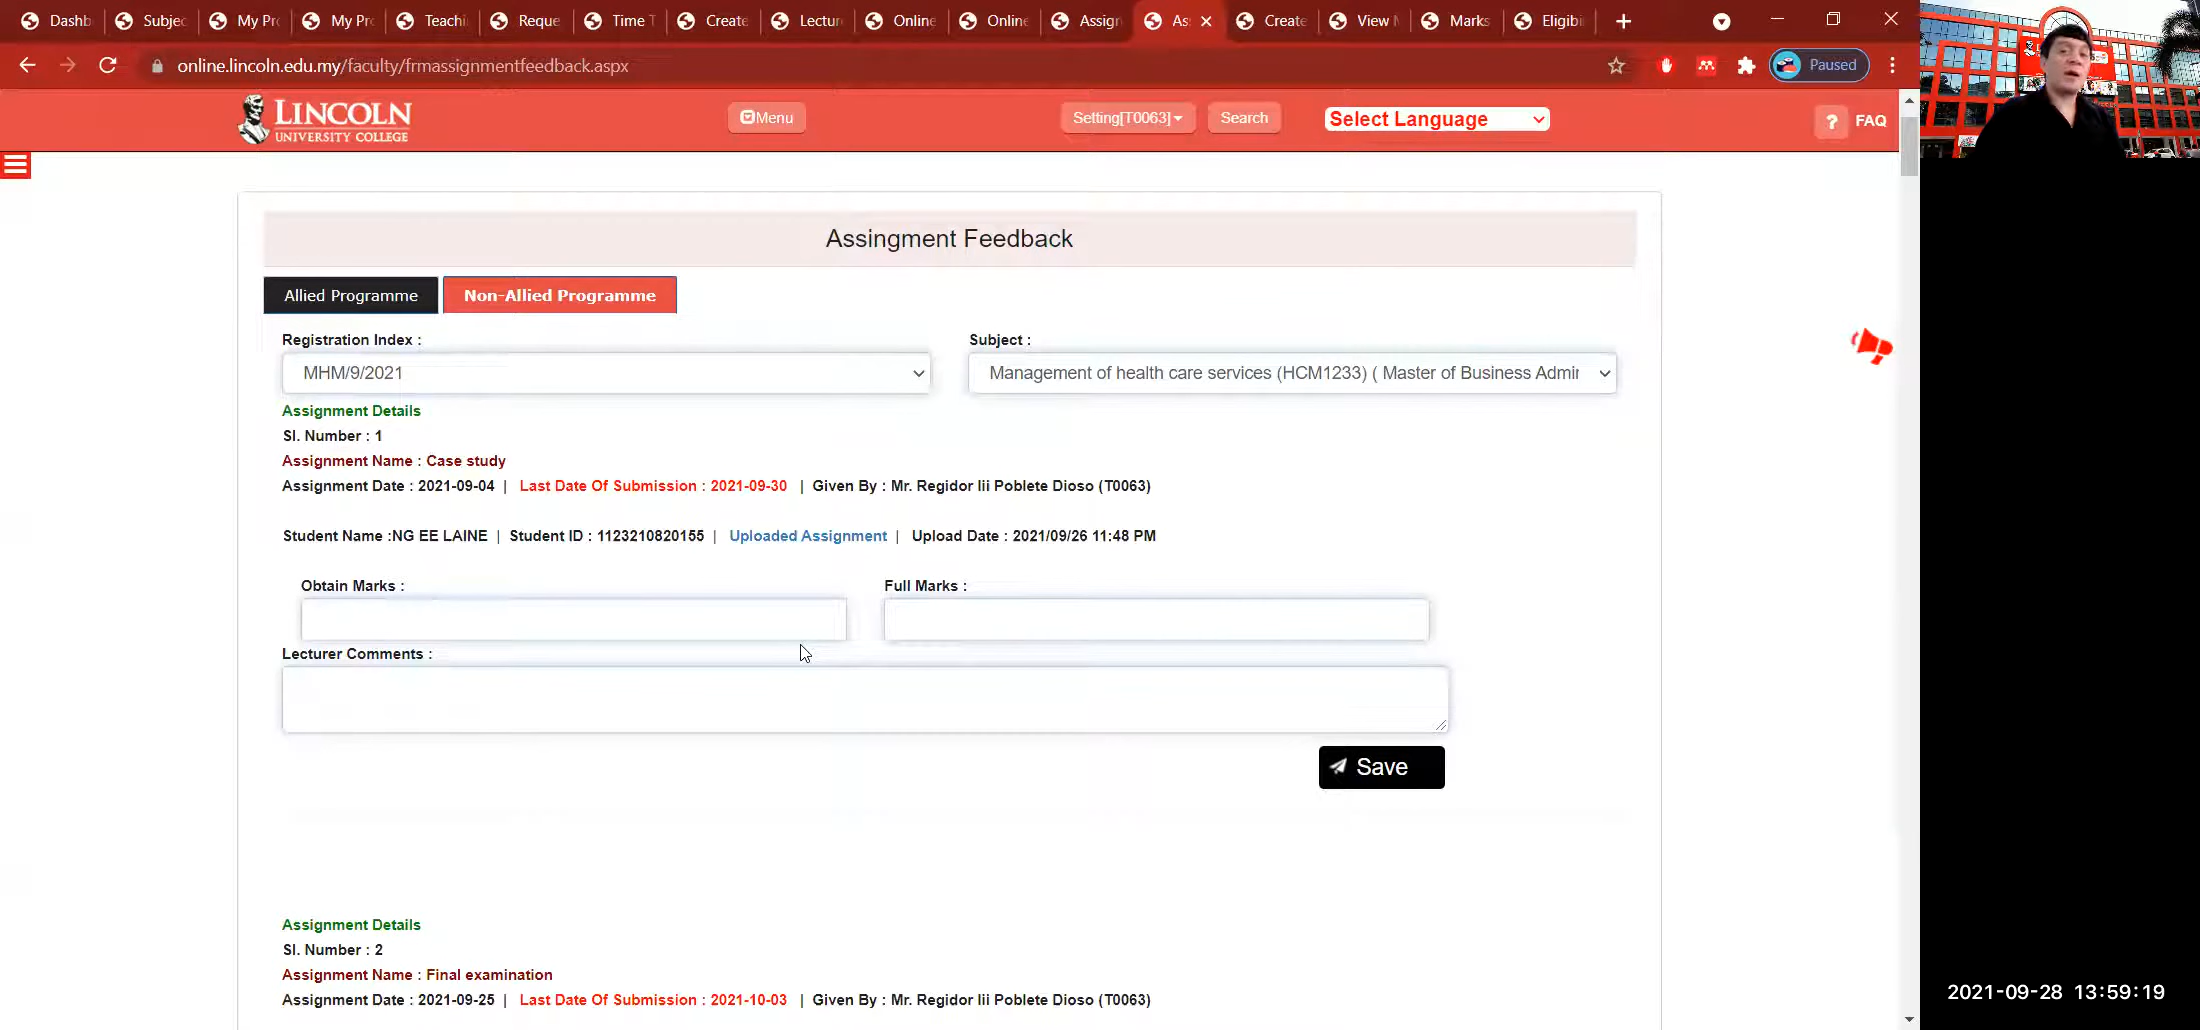 Dashb Subjec My Pro My Pro Teachi Reque Time T Create Lectur Online Online Assign As Create View Marks Eligibi
online.lincoln.edu.my/faculty/frmassignmentfeedback.aspx
Paused
LINCOLN
UNIVERSITY COLLEGE
Menu
Setting[T0063]
Search
Select Language
? FAQ
Assingment Feedback
Allied Programme
Non-Allied Programme
Registration Index :
Subject :
MHM/9/2021
Management of health care services (HCM1233) ( Master of Business Admir
Assignment Details
Sl. Number : 1
Assignment Name : Case study
Assignment Date : 2021-09-04 | Last Date Of Submission : 2021-09-30 | Given By : Mr. Regidor Iii Poblete Dioso (T0063)
Student Name :NG EE LAINE | Student ID : 1123210820155 | Uploaded Assignment | Upload Date : 2021/09/26 11:48 PM
Obtain Marks :
Full Marks :
Lecturer Comments :
Save
Assignment Details
Sl. Number : 2
Assignment Name : Final examination
Assignment Date : 2021-09-25 | Last Date Of Submission : 2021-10-03 | Given By : Mr. Regidor Iii Poblete Dioso (T0063)
2021-09-28 13:59:19